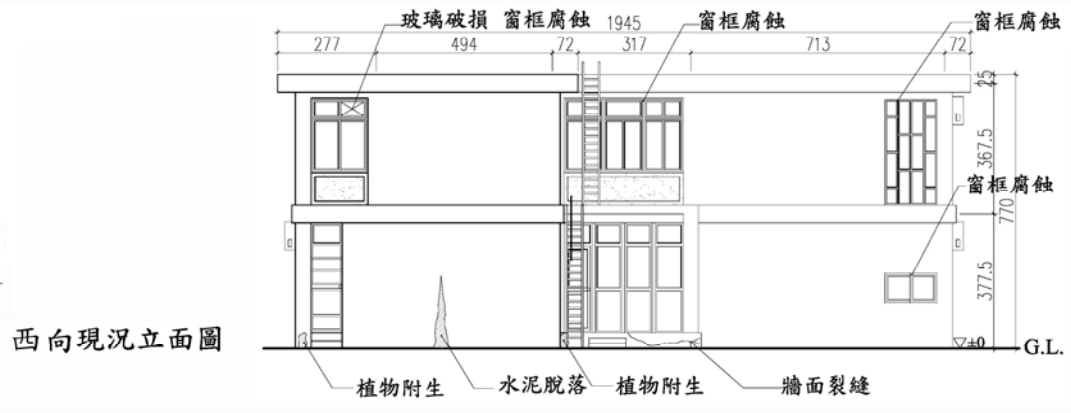 玻璃破損 窗框腐蝕
窗框腐蝕
窗框腐蝕
1945
277
494
72
317
713
72
25
367.5
窗框腐蝕
770
377.5
±0
G.L.
西向現況立面圖
植物附生
水泥脫落
植物附生
牆面裂縫